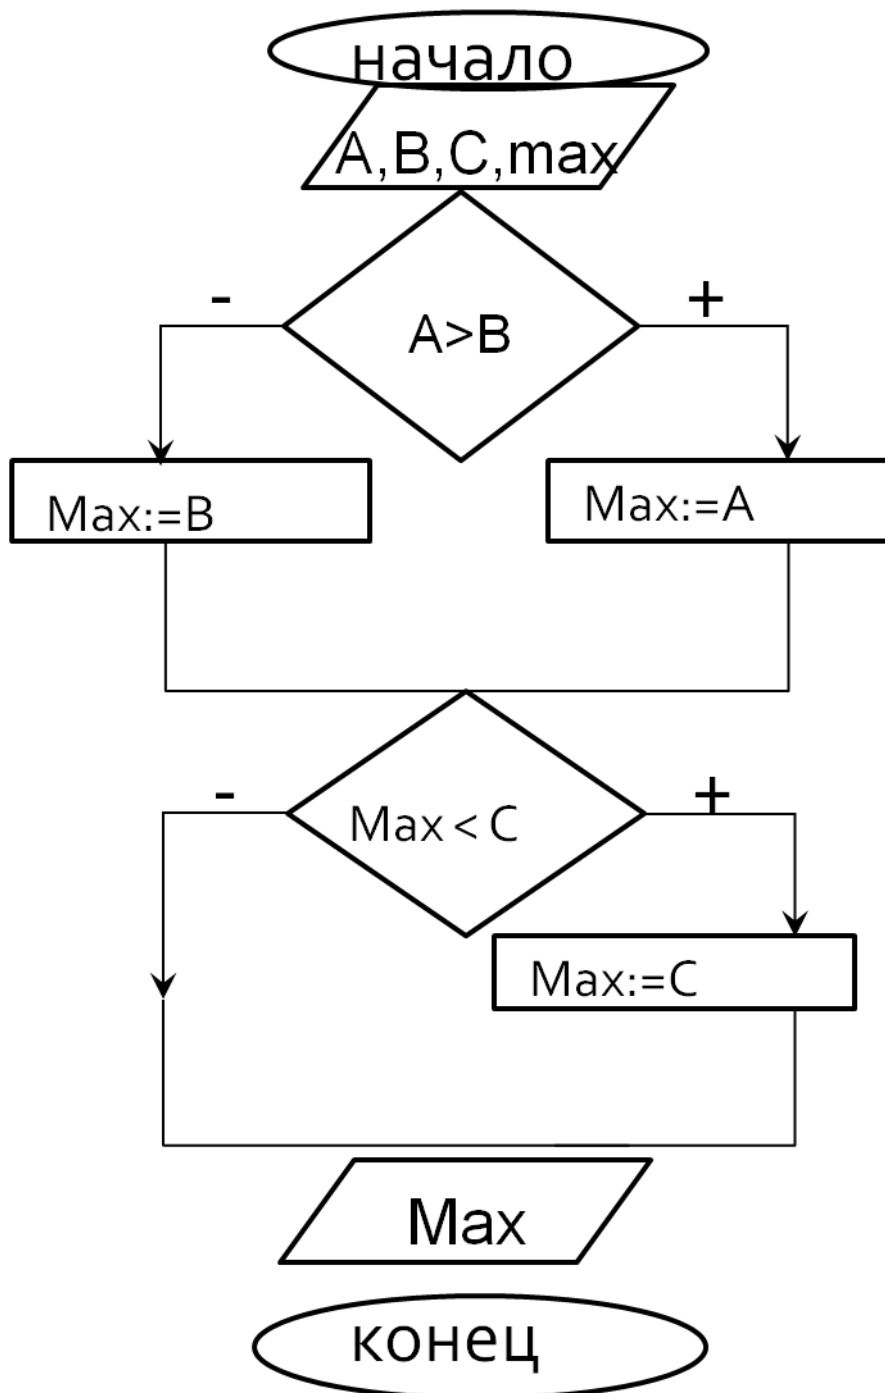 начало
A,B,C,max
- +
A>B
Max:=B Max:=A
- +
Max < C
Max:=C
Max
конец